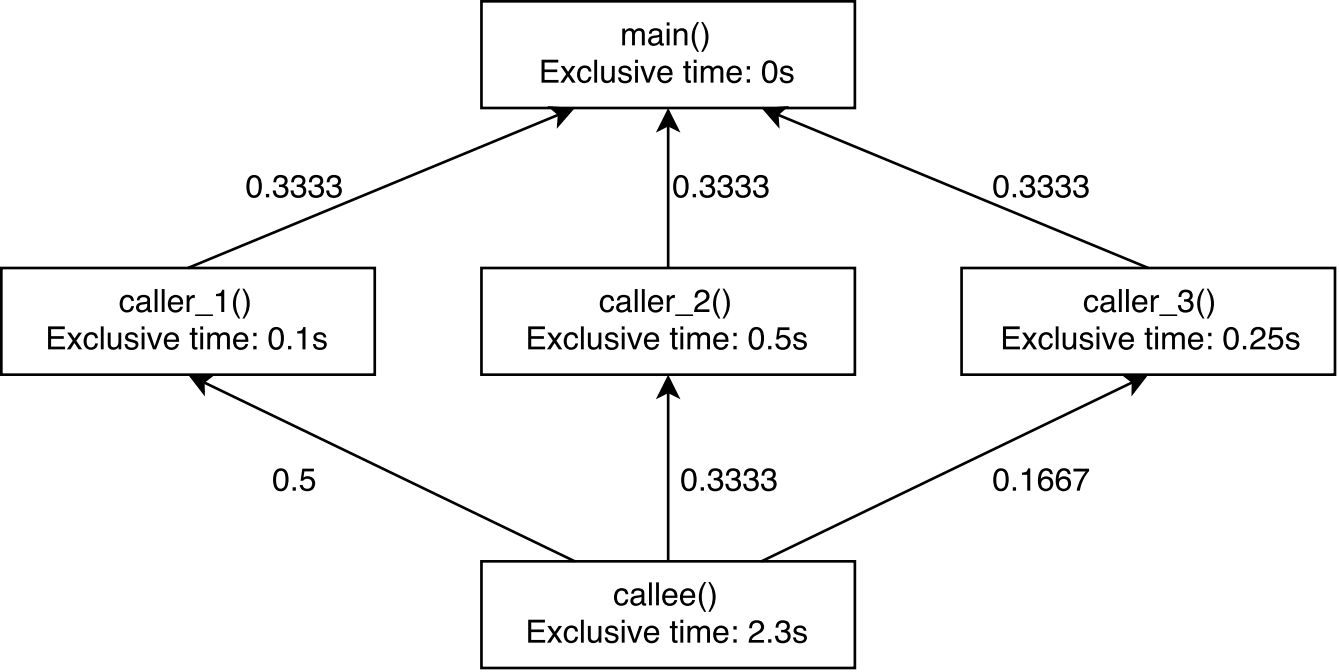 main()
Exclusive time: 0s
0.3333
0.3333
0.3333
caller_1()
Exclusive time: 0.1s
caller_2()
Exclusive time: 0.5s
caller_3()
Exclusive time: 0.25s
0.5
0.3333
0.1667
callee()
Exclusive time: 2.3s